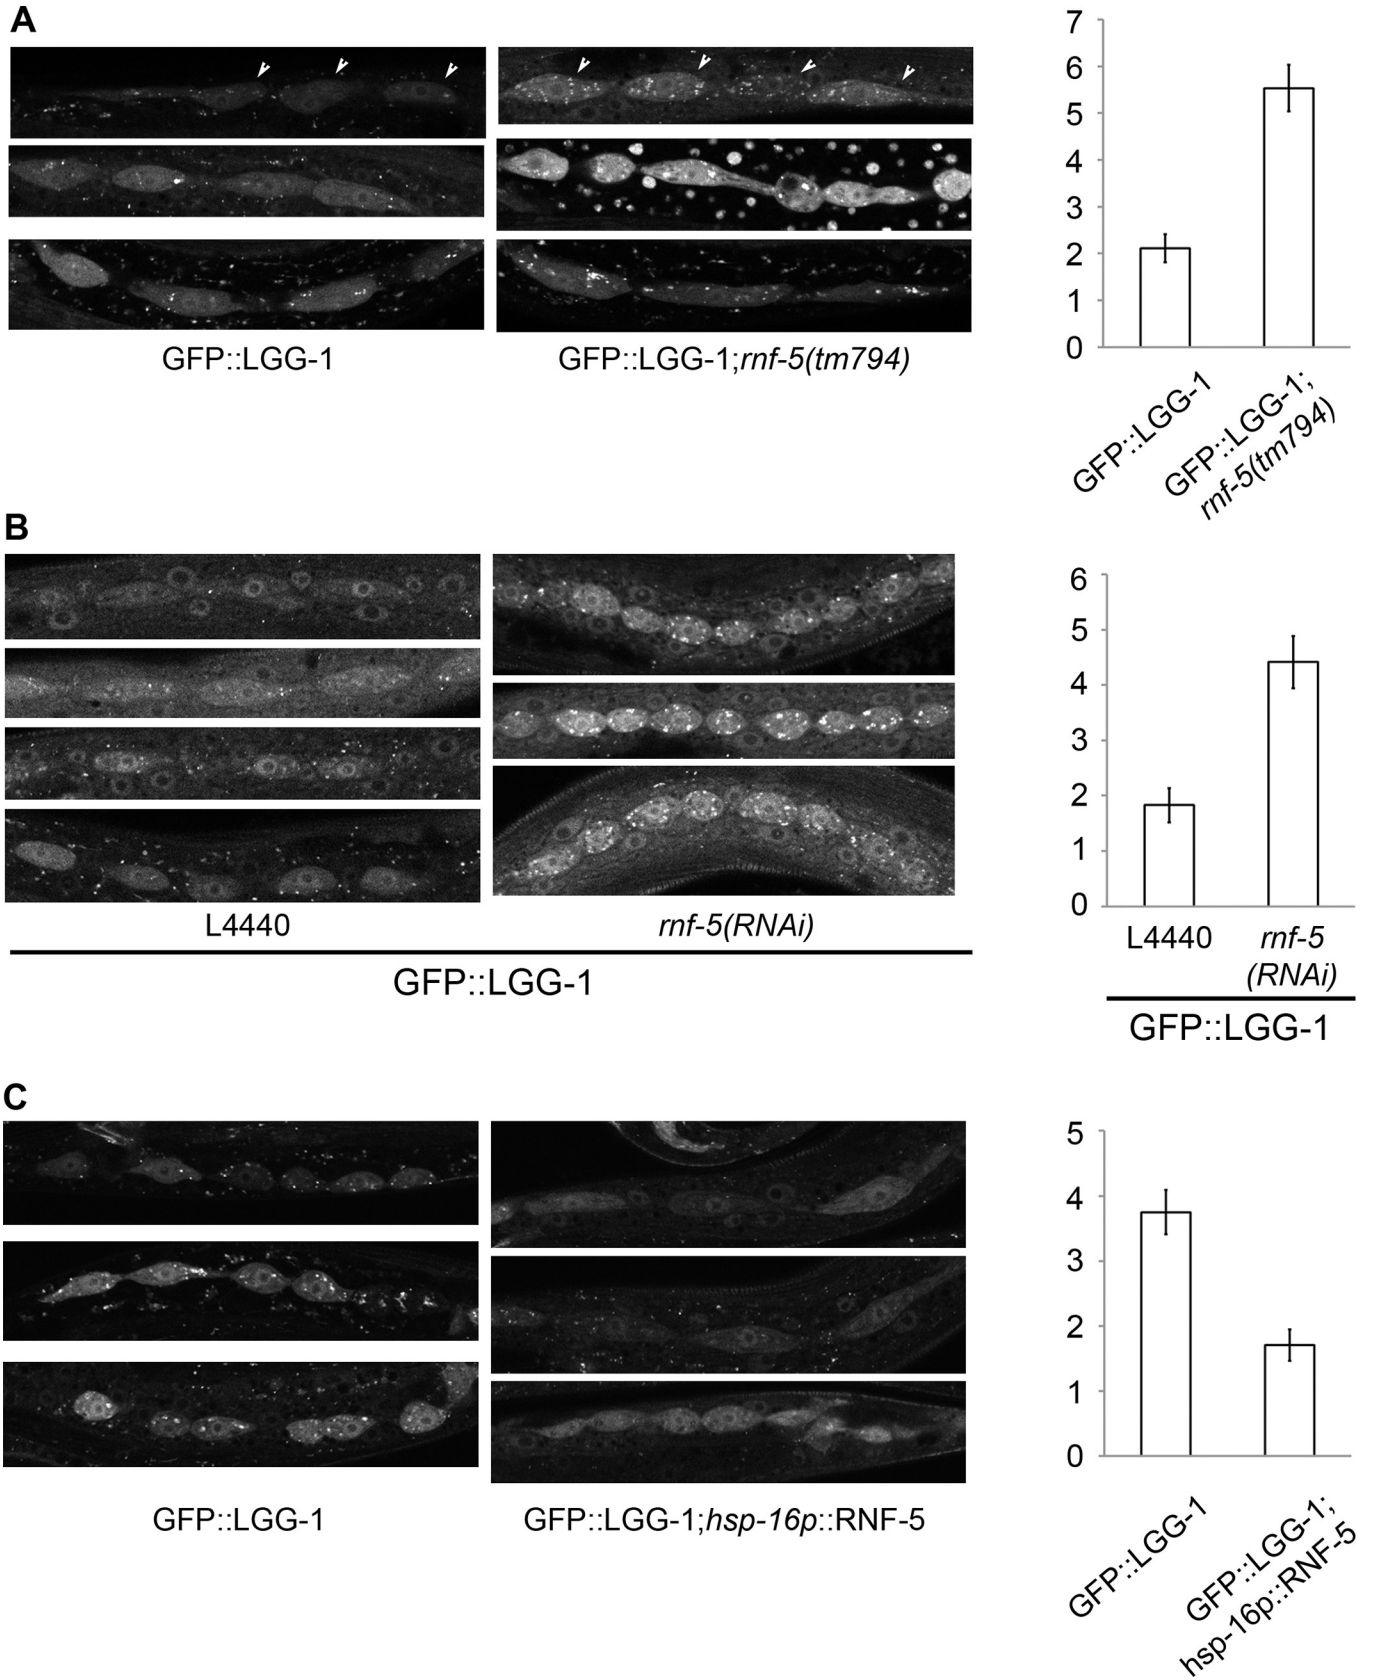 A
GFP::LGG-1
GFP::LGG-1;rnf-5(tm794)
7
6
5
4
3
2
1
0
GFP::LGG-1
GFP::LGG-1;
rnf-5(tm794)
B
L4440
rnf-5(RNAi)
GFP::LGG-1
6
5
4
3
2
1
0
L4440
rnf-5
(RNAi)
GFP::LGG-1
C
GFP::LGG-1
GFP::LGG-1;hsp-16p::RNF-5
5
4
3
2
1
0
GFP::LGG-1
GFP::LGG-1;
hsp-16p::RNF-5